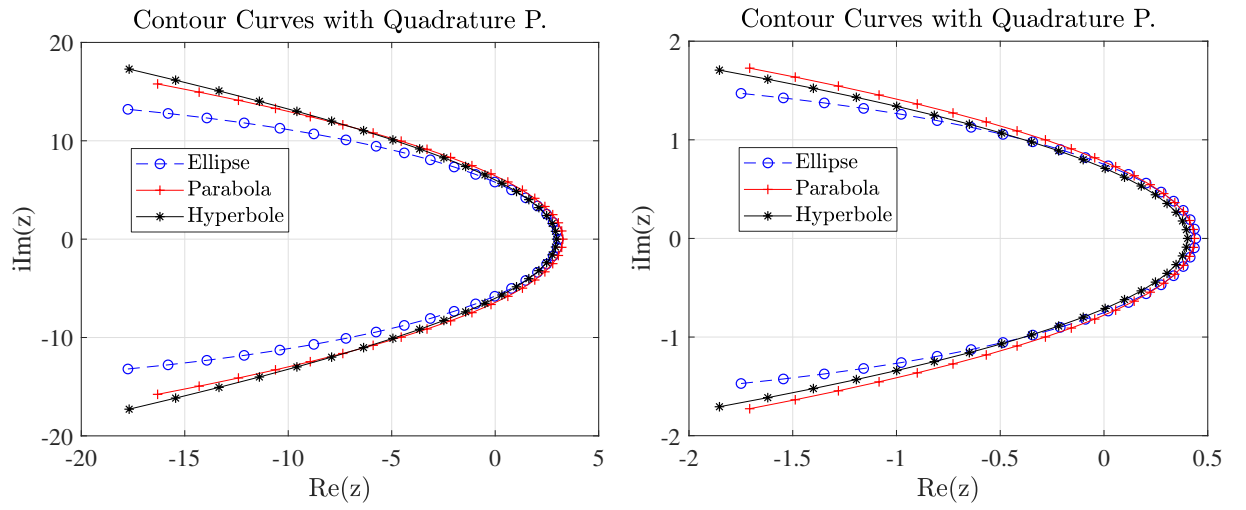 Contour Curves with Quadrature P.
20
10
0
-10
-20
iIm(z)
Ellipse
Parabola
Hyperbole
-20 -15 -10 -5 0 5
Re(z)
Contour Curves with Quadrature P.
2
1
0
-1
-2
iIm(z)
Ellipse
Parabola
Hyperbole
-2 -1.5 -1 -0.5 0 0.5
Re(z)